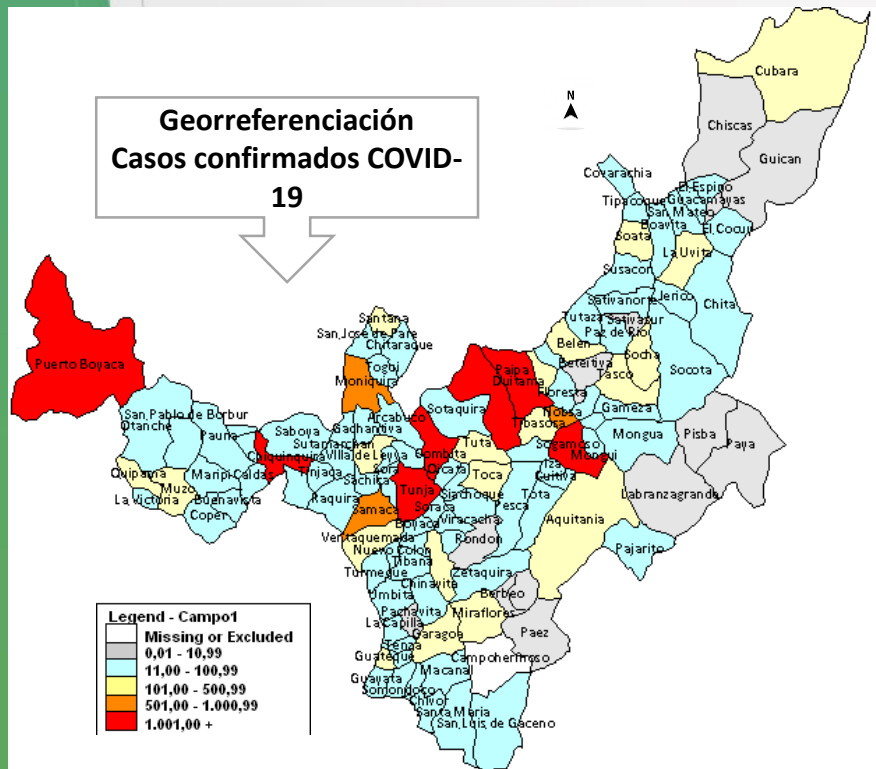 Georreferenciación
Casos confirmados COVID-
19
N
Cubara
Chiscas
Guican
Covarachia
El Espino
Tipacoque
Guacamayas
San Mateo
Boavita
El Cocuy
Soata
La Uvita
Susacon
Jerico
Chita
Sativanorte
Sativasur
Tutaza
Paz de Rio
Santana
San Jose de Pare
Chitaraque
Belen
Socha
Puerto Boyaca
Togui
Moniquira
Paipa
Duitama
Beteitiva
Tasco
Socota
San Pablo de Borbur
Otanche
Pauna
Saboya
Arcabuco
Sotaquira
Floresta
Nobsa
Gameza
Gachantiva
Tibasosa
Sutamarchan
Villa de Leyva
Combita
Tuta
Sogamoso
Mongua
Pisba
Paya
Chiquinquira
Mongui
Quipama
Maripi
Caldas
Tinjaca
Sora
Oicata
Toca
Iza
Cuitiva
Muzo
La Victoria
Buenavista
Raquira
Sachica
Tunja
Siachoque
Tota
Labranzagrande
Coper
Samaca
Soraca
Pesca
Boyaca
Viracacha
Aquitania
Ventaquemada
Rondon
Nuevo Colon
Pajarito
Turmeque
Tibana
Chinavita
Zetaquira
Umbita
Berbeo
Pachavita
Miraflores
La Capilla
Garagoa
Paez
Tenza
Guateque
Campohermoso
Guayata
Macanal
Somondoco
Chivor
Santa Maria
San Luis de Gaceno
Legend - Campo1
Missing or Excluded
0,01 - 10,99
11,00 - 100,99
101,00 - 500,99
501,00 - 1.000,99
1.001,00 +